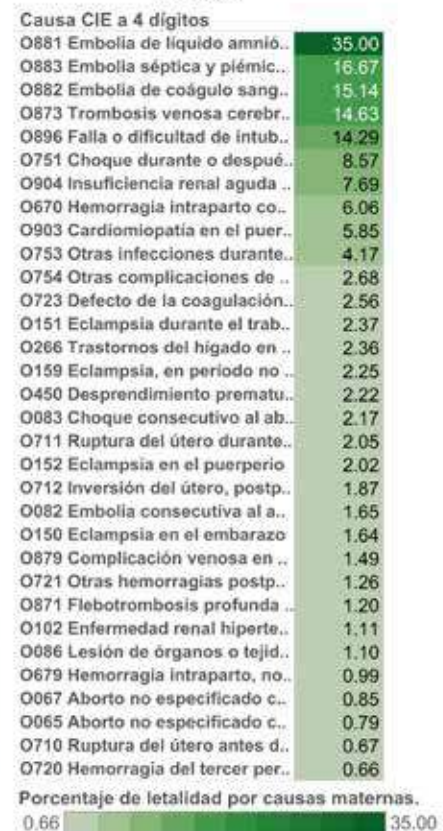 Causa CIE a 4 dígitos
O881 Embolia de líquido amnió.. 35.00
O883 Embolia séptica y piémic.. 16.67
O882 Embolia de coágulo sang.. 15.14
O873 Trombosis venosa cerebr.. 14.63
O896 Falla o dificultad de intub.. 14.29
O751 Choque durante o despué.. 8.57
O904 Insuficiencia renal aguda .. 7.69
O670 Hemorragia intraparto co.. 6.06
O903 Cardiomiopatía en el puer.. 5.85
O753 Otras infecciones durante.. 4.17
O754 Otras complicaciones de .. 2.68
O723 Defecto de la coagulación.. 2.56
O151 Eclampsia durante el trab.. 2.37
O266 Trastornos del hígado en .. 2.36
O159 Eclampsia, en período no .. 2.25
O450 Desprendimiento prematu.. 2.22
O083 Choque consecutivo al ab.. 2.17
O711 Ruptura del útero durante.. 2.05
O152 Eclampsia en el puerperio 2.02
O712 Inversión del útero, postp.. 1.87
O082 Embolia consecutiva al a.. 1.65
O150 Eclampsia en el embarazo 1.64
O879 Complicación venosa en .. 1.49
O721 Otras hemorragias postp.. 1.26
O871 Flebotrombosis profunda .. 1.20
O102 Enfermedad renal hiperte.. 1.11
O086 Lesión de órganos o tejid.. 1.10
O679 Hemorragia intraparto, no.. 0.99
O067 Aborto no especificado c.. 0.85
O065 Aborto no especificado c.. 0.79
O710 Ruptura del útero antes d.. 0.67
O720 Hemorragia del tercer per.. 0.66
Porcentaje de letalidad por causas maternas.
0.66 35.00